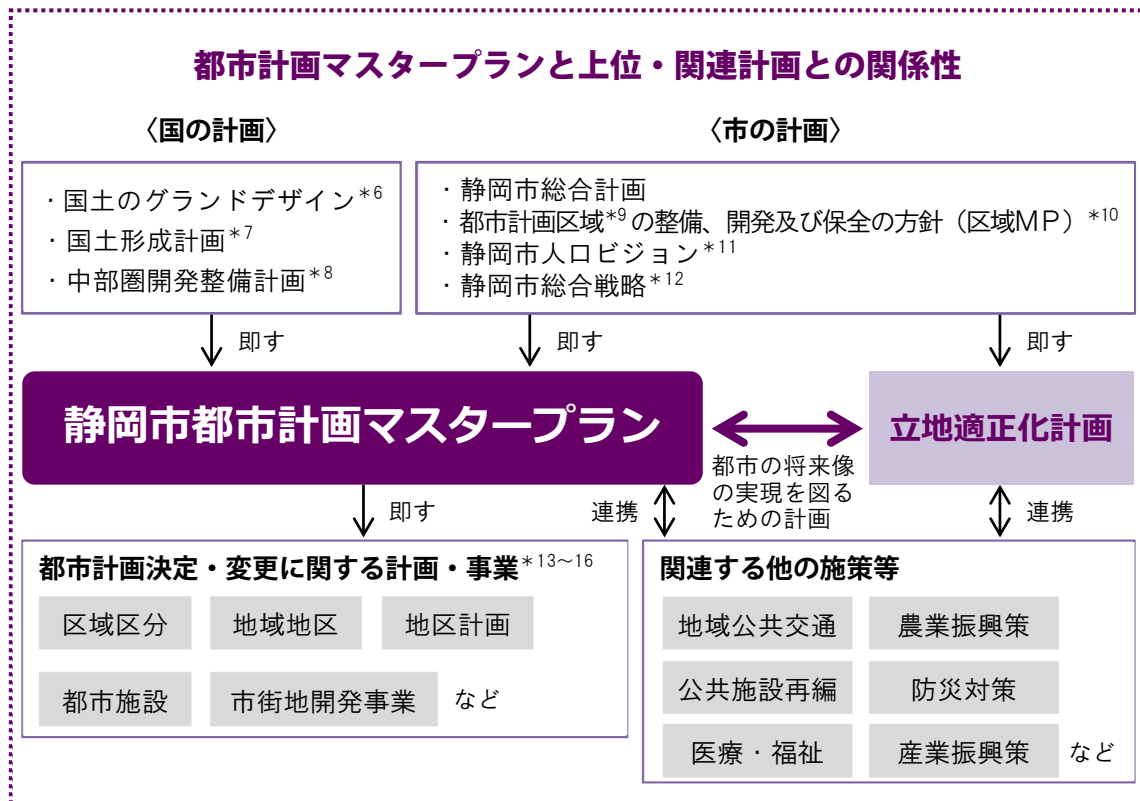 都市計画マスタープランと上位・関連計画との関係性
〈国の計画〉
・国土のグランドデザイン*6
・国土形成計画*7
・中部圏開発整備計画*8
〈市の計画〉
・静岡市総合計画
・都市計画区域*9の整備、開発及び保全の方針（区域MP）*10
・静岡市人口ビジョン*11
・静岡市総合戦略*12
即す
即す
即す
静岡市都市計画マスタープラン
立地適正化計画
都市の将来像
の実現を図る
ための計画
即す
連携
連携
都市計画決定・変更に関する計画・事業*13～16
区域区分
地域地区
地区計画
都市施設
市街地開発事業
など
関連する他の施策等
地域公共交通
農業振興策
公共施設再編
防災対策
医療・福祉
産業振興策
など